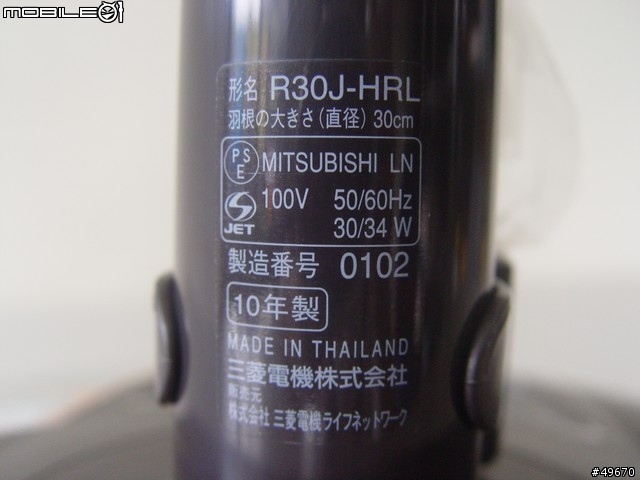 MOBILE01
形名 R30J-HRL
羽根の大きさ(直径) 30cm
PSE MITSUBISHI LN
JET 100V 50/60Hz
30/34 W
製造番号 0102
10年製
MADE IN THAILAND
三菱電機株式会社
販売元
株式会社 三菱電機ライフネットワーク
#49670